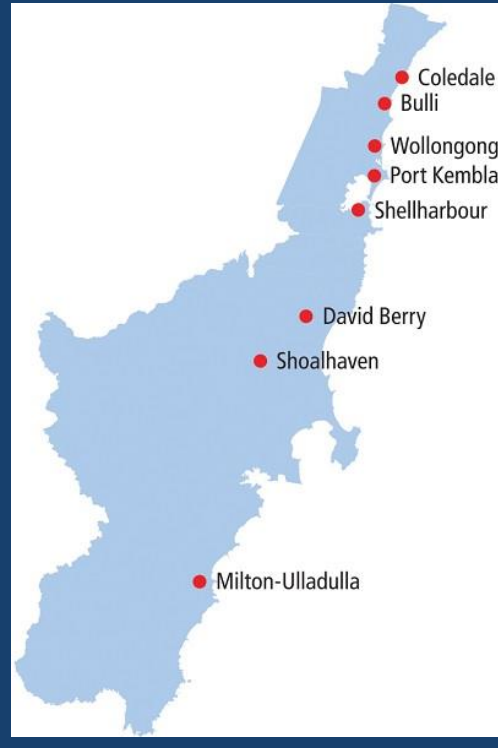 Coledale
Bulli
Wollongong
Port Kembla
Shellharbour
David Berry
Shoalhaven
Milton-Ulladulla